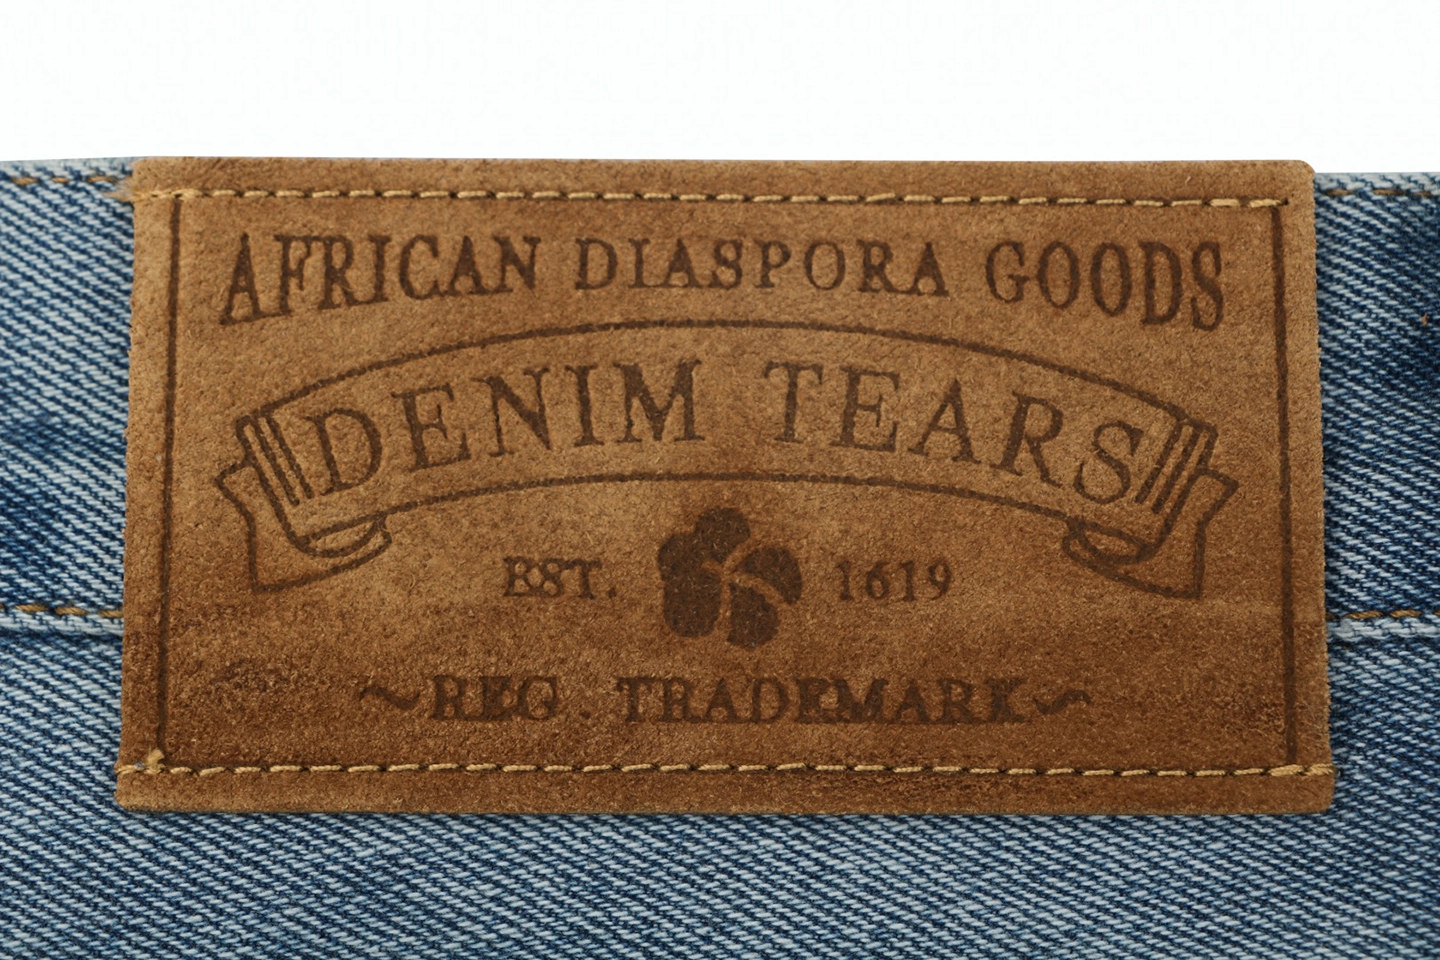 AFRICAN DIASPORA GOODS
DENIM TEARS
EST. 1619
~REG . TRADEMARK~